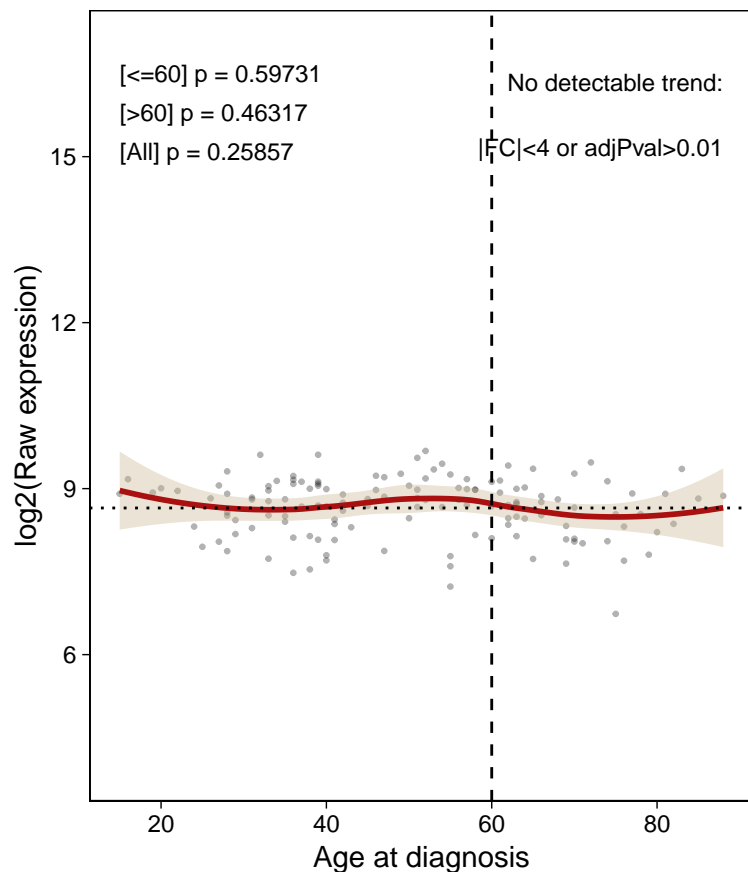 [<=60] p = 0.59731
[>60] p = 0.46317
[All] p = 0.25857
No detectable trend:
|FC|<4 or adjPval>0.01
log2(Raw expression)
15
12
9
6
20
40
60
80
Age at diagnosis